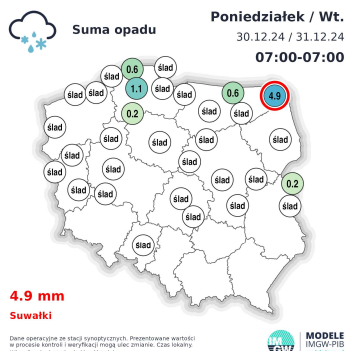 Suma opadu
Poniedziałek / Wt.
30.12.24 / 31.12.24
07:00-07:00
ślad
0.6
ślad
ślad
ślad
1.1
ślad
ślad
0.6
4.9
0.2
ślad
ślad
ślad
ślad
ślad
ślad
ślad
ślad
ślad
ślad
ślad
ślad
ślad
0.2
ślad
ślad
ślad
ślad
ślad
ślad
4.9 mm
Suwałki
Dane operacyjne ze stacji synoptycznych. Prezentowane wartości
w procesie kontroli i weryfikacji mogą ulec zmianie. Czas lokalny.
IM
GW
MODELE
IMGW-PIB